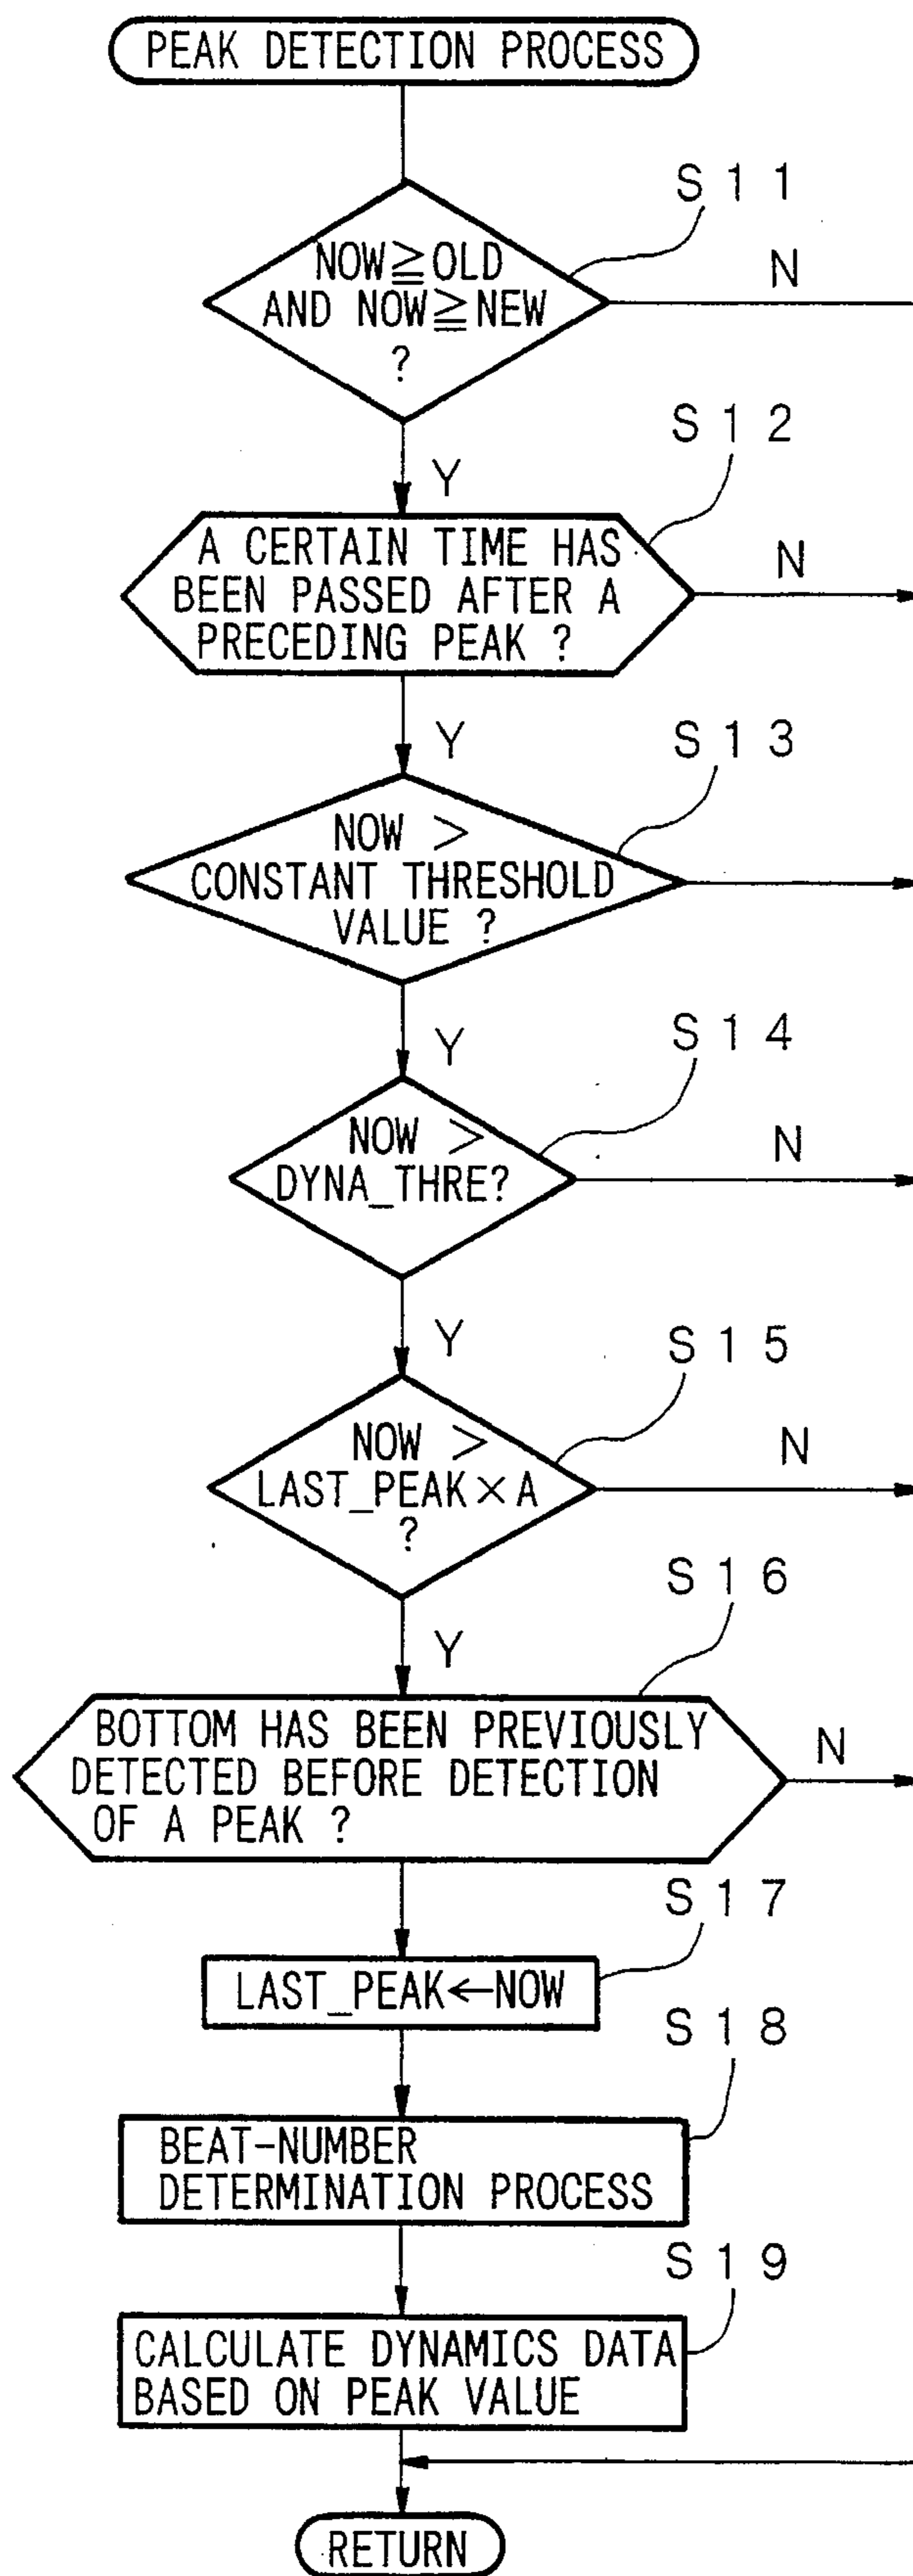 PEAK DETECTION PROCESS
S11
NOW≧OLD
AND NOW≧NEW
?
N
Y
S12
A CERTAIN TIME HAS
BEEN PASSED AFTER A
PRECEDING PEAK ?
N
Y
S13
NOW >
CONSTANT THRESHOLD
VALUE ?
Y
S14
NOW >
DYNA_THRE?
N
Y
S15
NOW >
LAST_PEAK×A
?
N
Y
S16
BOTTOM HAS BEEN PREVIOUSLY
DETECTED BEFORE DETECTION
OF A PEAK ?
N
S17
LAST_PEAK←NOW
S18
BEAT-NUMBER
DETERMINATION PROCESS
S19
CALCULATE DYNAMICS DATA
BASED ON PEAK VALUE
RETURN